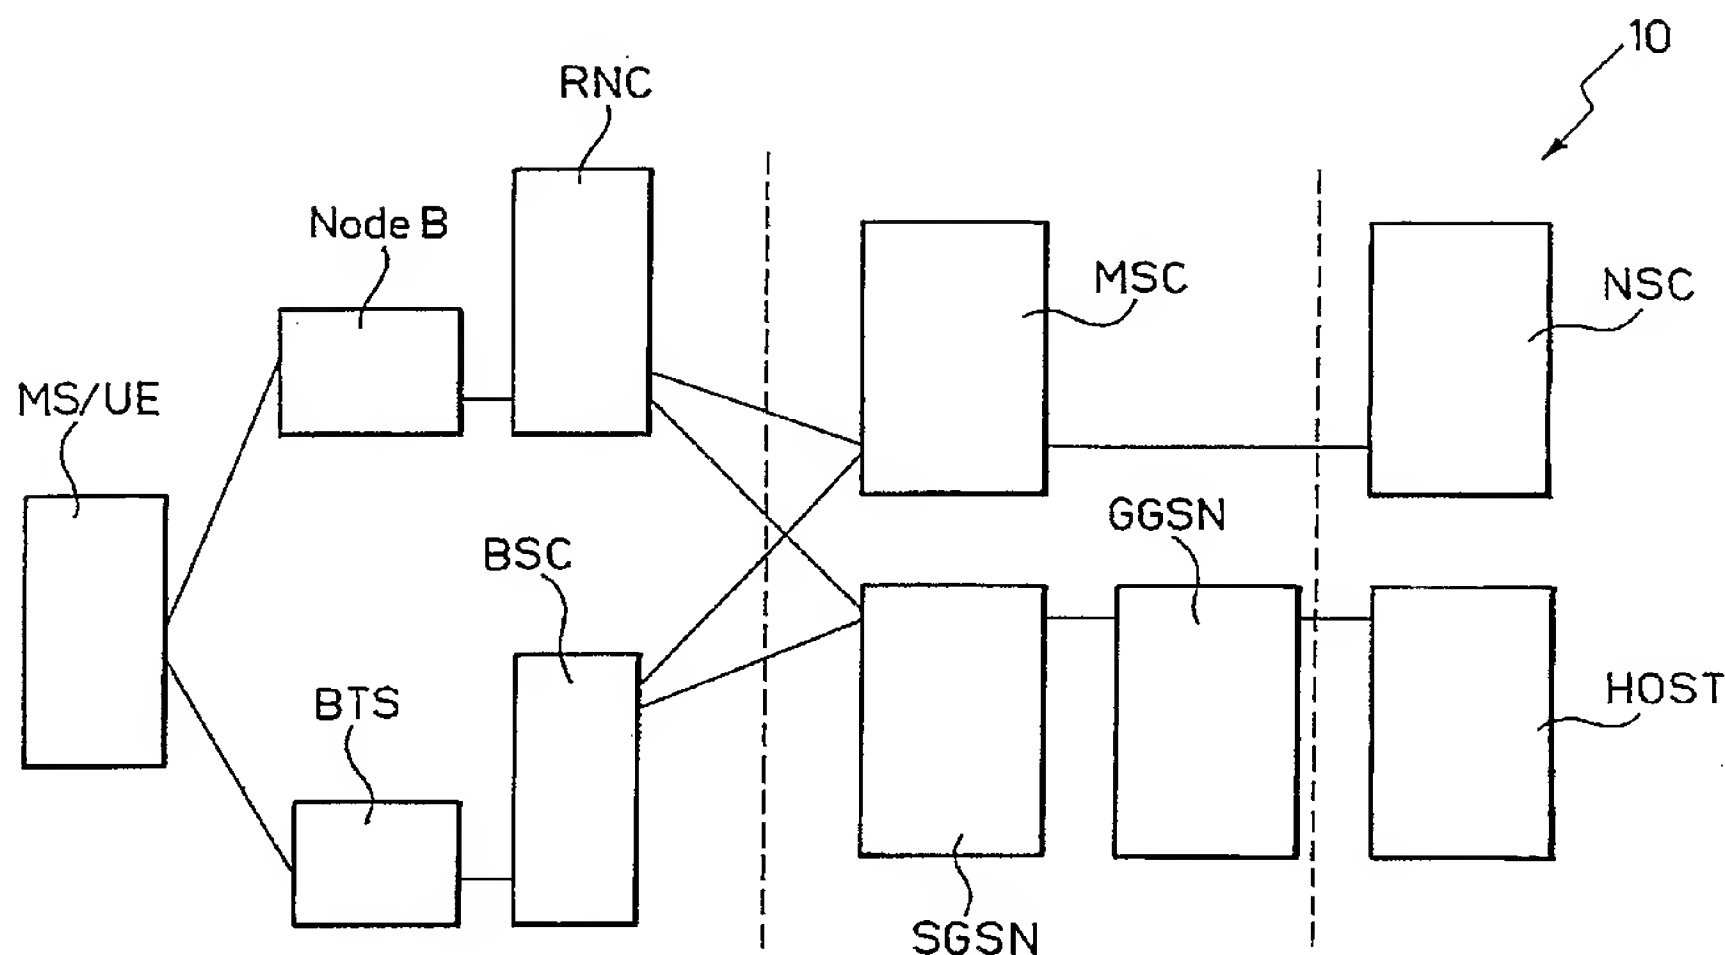 10
RNC
Node B
MSC
NSC
MS/UE
GGSN
BSC
HOST
BTS
SGSN